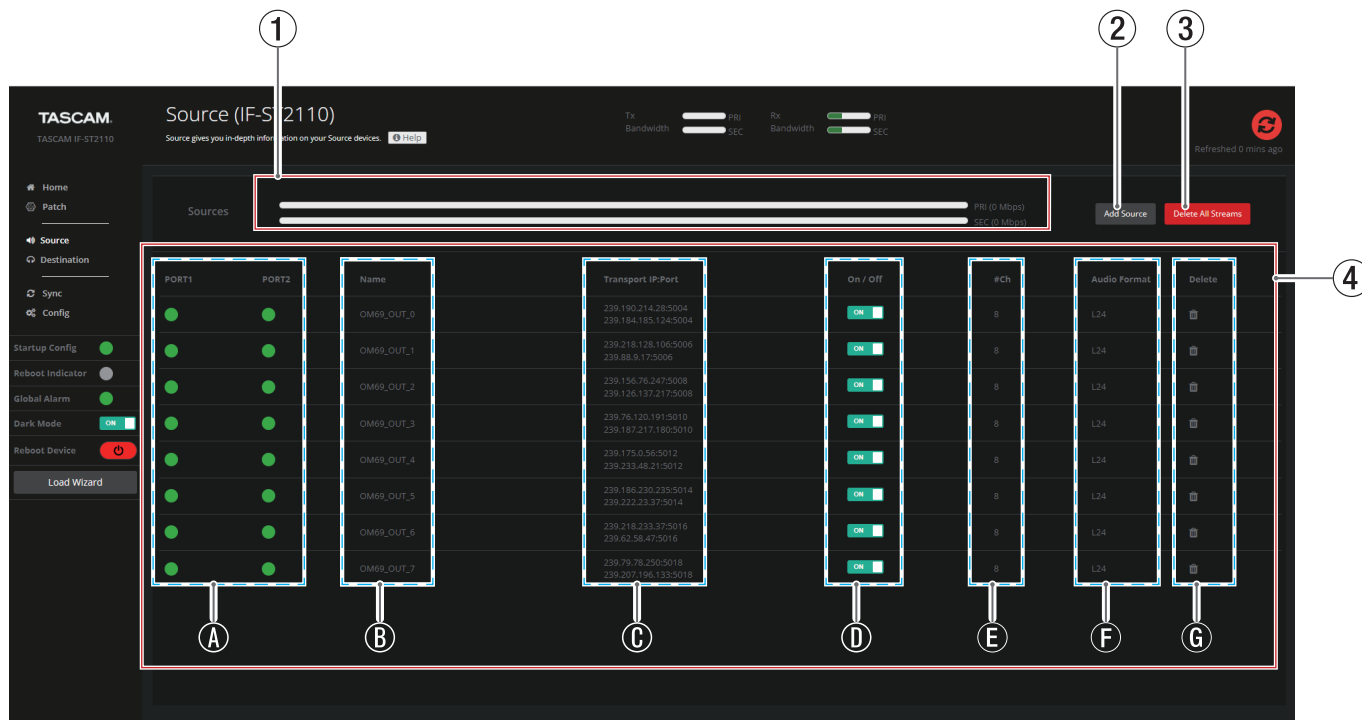 1
2
3
TASCAM.
TASCAM IF-ST2110
Source (IF-ST2110)
Source gives you in-depth information on your Source devices. Help
Tx Bandwidth PRI SEC
Rx Bandwidth PRI SEC
Refreshed 0 mins ago
Home
Patch
Source
Destination
Sync
Config
Startup Config
Reboot Indicator
Global Alarm
Dark Mode ON
Reboot Device
Load Wizard
Sources
PRI (0 Mbps)
SEC (0 Mbps)
Add Source
Delete All Streams
4
PORT1 PORT2 Name Transport IP:Port On / Off #Ch Audio Format Delete
OM69_OUT_0 239.190.214.28:5004 ON 8 L24
239.184.185.124:5004
OM69_OUT_1 239.218.128.106:5006 ON 8 L24
239.88.9.17:5006
OM69_OUT_2 239.156.76.247:5008 ON 8 L24
239.126.137.217:5008
OM69_OUT_3 239.76.120.191:5010 ON 8 L24
239.187.217.180:5010
OM69_OUT_4 239.175.0.56:5012 ON 8 L24
239.233.48.21:5012
OM69_OUT_5 239.186.230.235:5014 ON 8 L24
239.222.23.37:5014
OM69_OUT_6 239.218.233.37:5016 ON 8 L24
239.62.58.47:5016
OM69_OUT_7 239.79.78.250:5018 ON 8 L24
239.207.196.133:5018
A B C D E F G